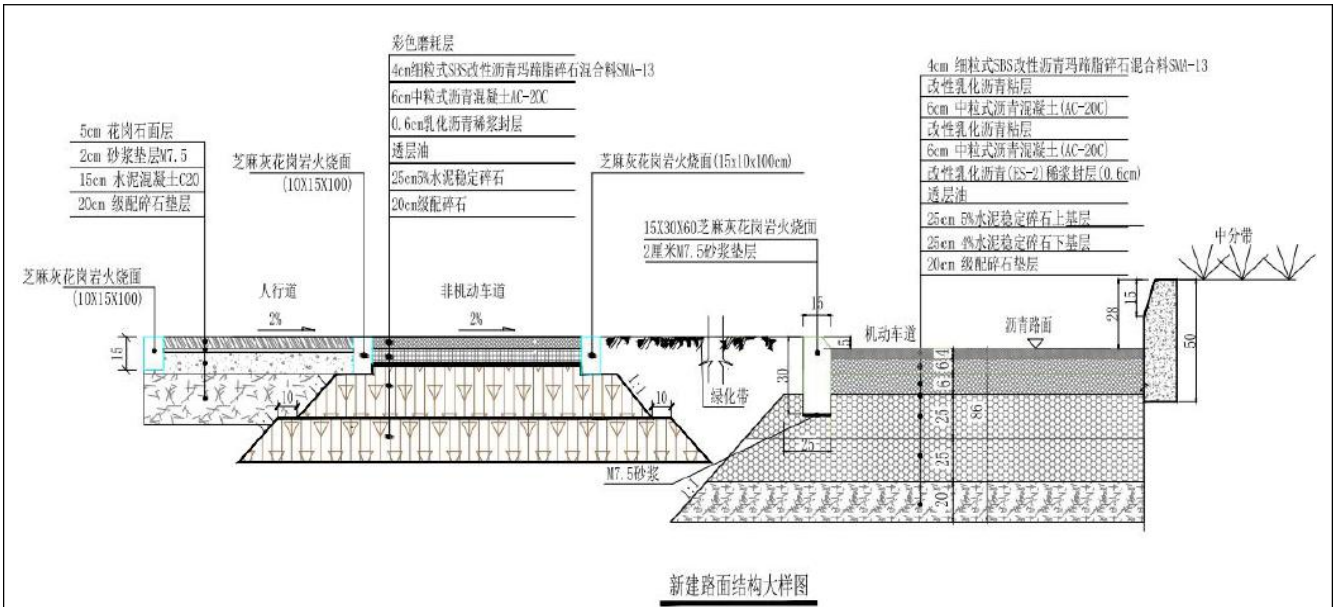 彩色磨耗层
4cm细粒式SBS改性沥青玛蹄脂碎石混合料SMA-13
6cm中粒式沥青混凝土AC-20C
0.6cm乳化沥青稀浆封层
透层油
25cm5%水泥稳定碎石
20cm级配碎石
4cm 细粒式SBS改性沥青玛蹄脂碎石混合料SMA-13
改性乳化沥青粘层
6cm 中粒式沥青混凝土(AC-20C)
改性乳化沥青粘层
6cm 中粒式沥青混凝土(AC-20C)
改性乳化沥青(ES-2)稀浆封层(0.6cm)
透层油
25cm 5%水泥稳定碎石上基层
25cm 4%水泥稳定碎石下基层
20cm 级配碎石垫层
5cm 花岗石面层
2cm 砂浆垫层M7.5
15cm 水泥混凝土C20
20cm 级配碎石垫层
芝麻灰花岗岩火烧面
(10X15X100)
芝麻灰花岗岩火烧面(15x10x100cm)
15X30X60芝麻灰花岗岩火烧面
2厘米M7.5砂浆垫层
芝麻灰花岗岩火烧面
(10X15X100)
人行道
2%
非机动车道
2%
15
机动车道
沥青路面
中分带
15
28
50
15
5
30
25
10
10
1:1
1:1
绿化带
M7.5砂浆
4
6
6
25
25
20
86
新建路面结构大样图